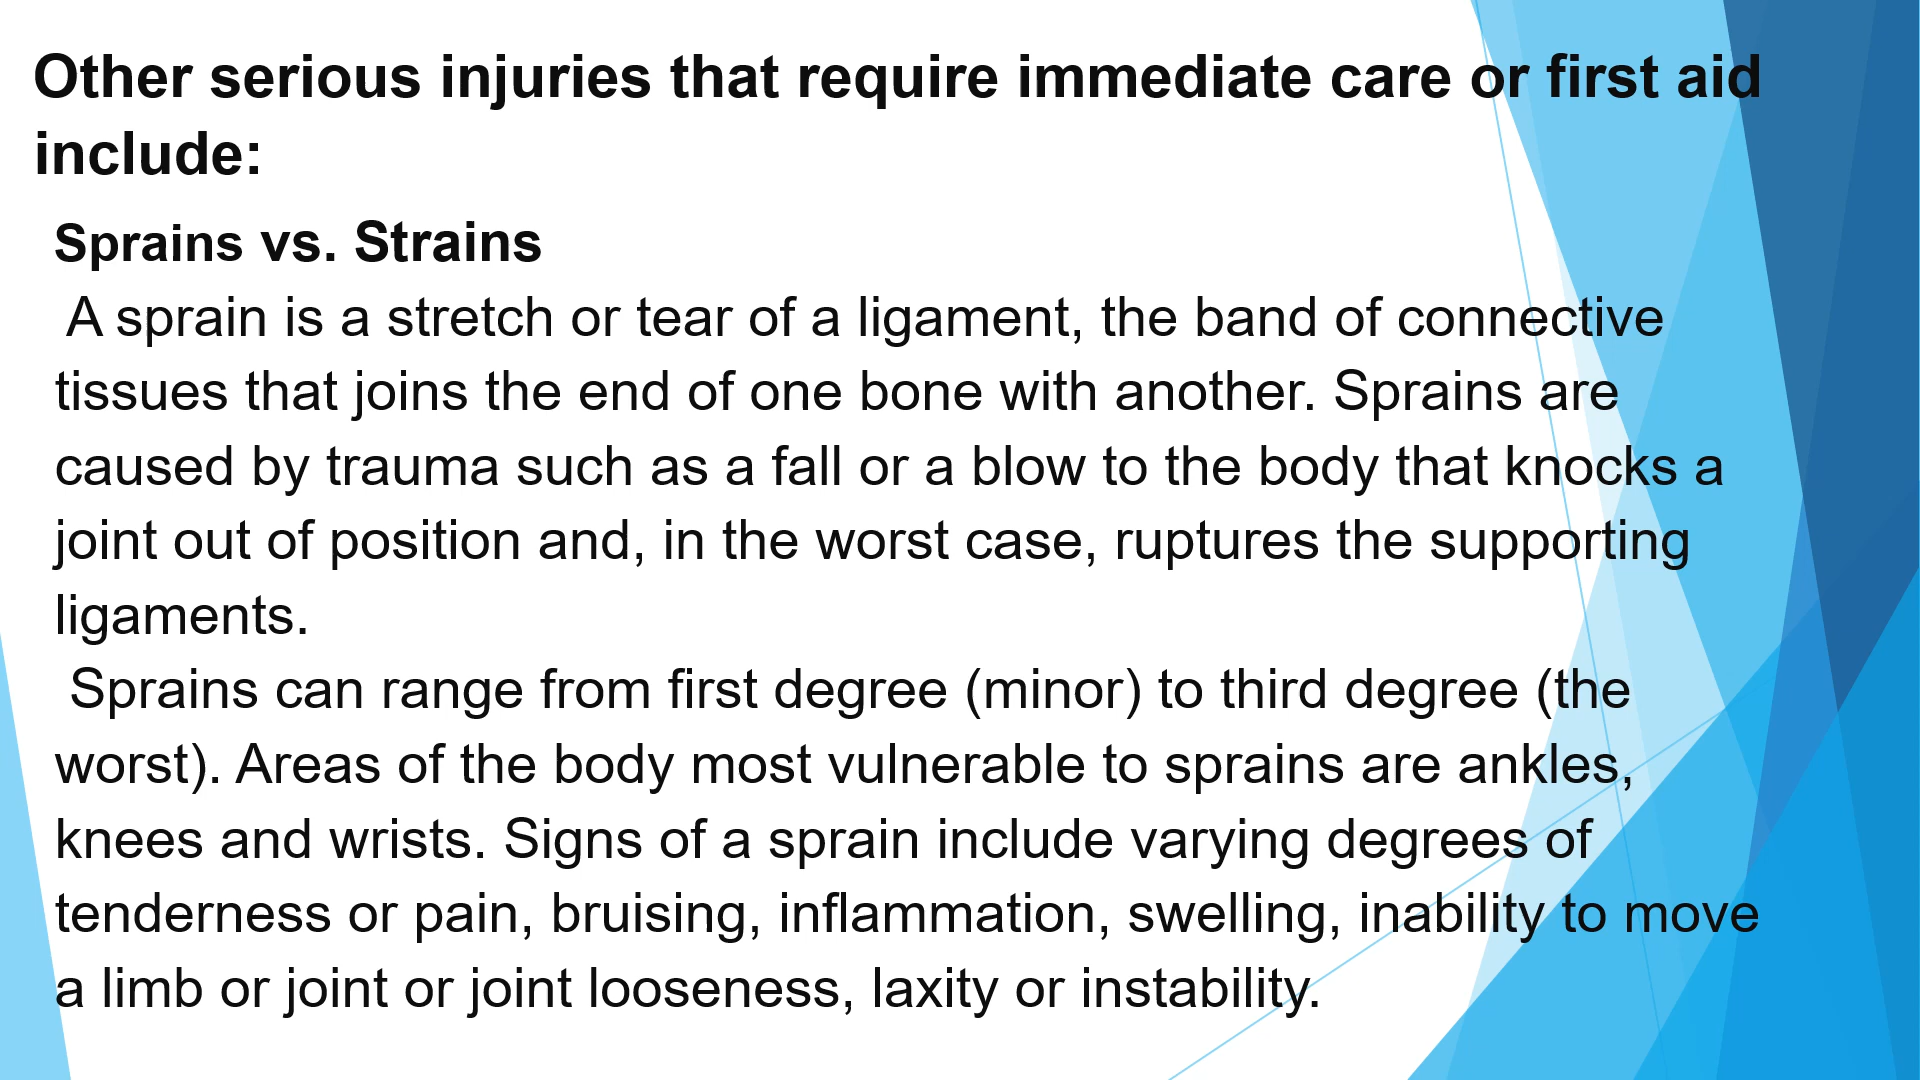 Other serious injuries that require immediate care or first aid
include:
Sprains vs. Strains
A sprain is a stretch or tear of a ligament, the band of connective
tissues that joins the end of one bone with another. Sprains are
caused by trauma such as a fall or a blow to the body that knocks a
joint out of position and, in the worst case, ruptures the supporting
ligaments.
Sprains can range from first degree (minor) to third degree (the
worst). Areas of the body most vulnerable to sprains are ankles,
knees and wrists. Signs of a sprain include varying degrees of
tenderness or pain, bruising, inflammation, swelling, inability to move
a limb or joint or joint looseness, laxity or instability.